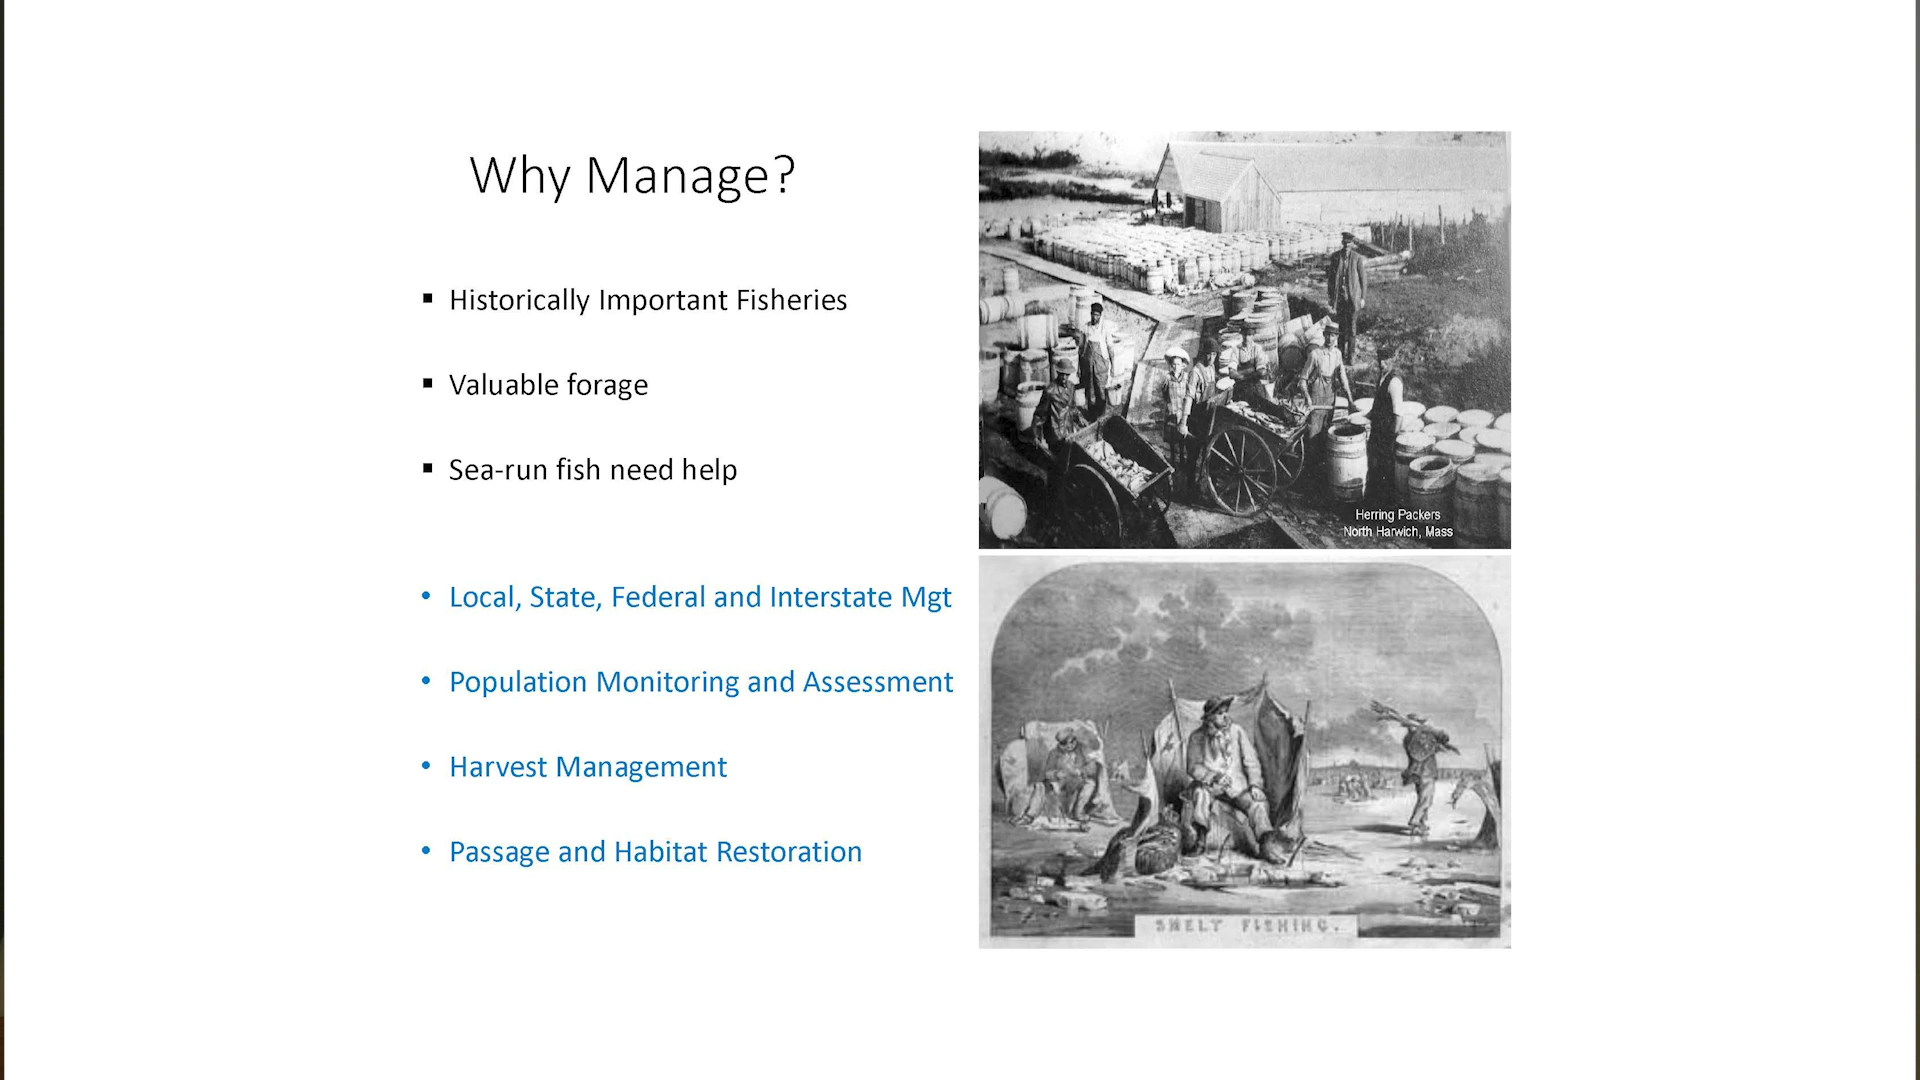 Why Manage?
▪ Historically Important Fisheries
▪ Valuable forage
▪ Sea-run fish need help
• Local, State, Federal and Interstate Mgt
• Population Monitoring and Assessment
• Harvest Management
• Passage and Habitat Restoration
Herring Packers
North Harwich, Mass
SMELT FISHING.